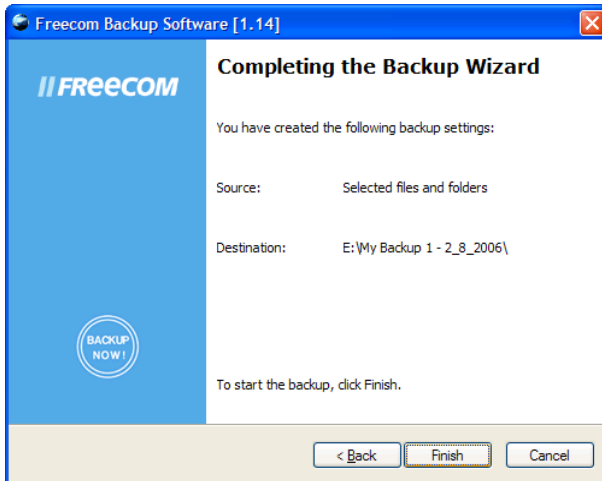 Freecom Backup Software [1.14]
FREECOM
Completing the Backup Wizard
You have created the following backup settings:
Source: Selected files and folders
Destination: E:\My Backup 1 - 2_8_2006\
BACKUP
NOW!
To start the backup, click Finish.
< Back Finish Cancel